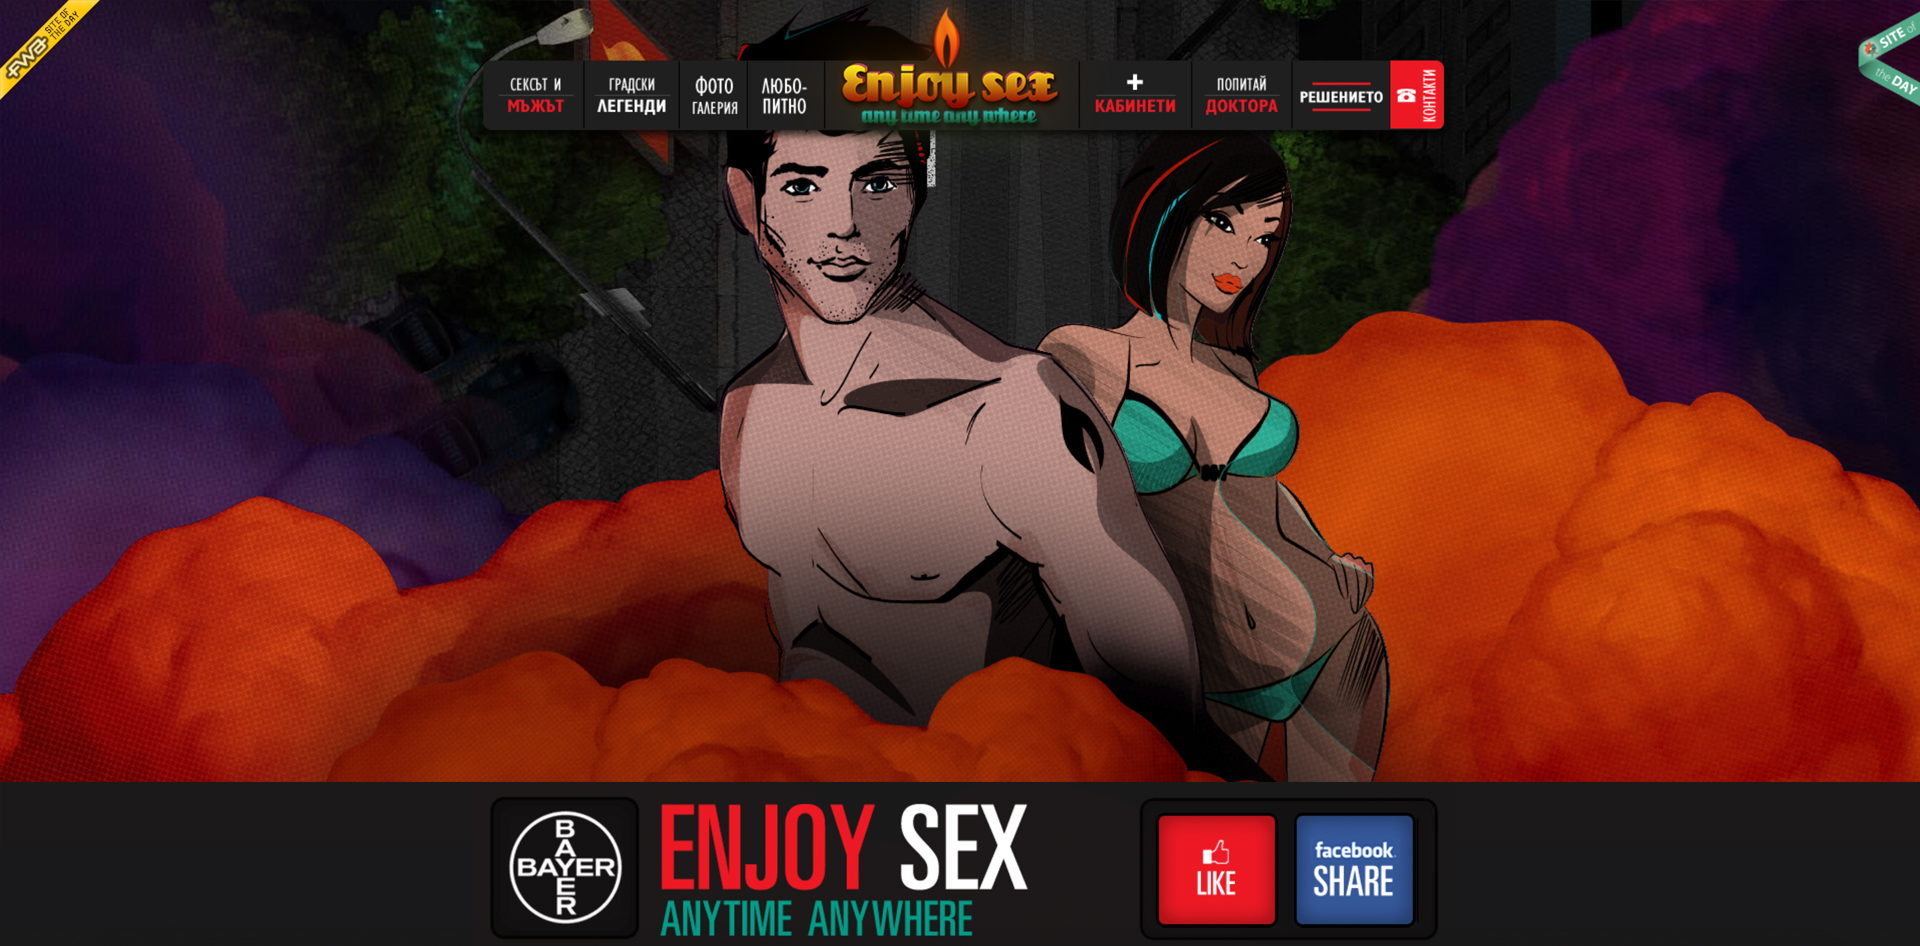 fwa SITE OF THE DAY
СЕКСЪТ И
МЪЖЪТ
ГРАДСКИ
ЛЕГЕНДИ
ФОТО
ГАЛЕРИЯ
ЛЮБО-
ПИТНО
Enjoy sex
any time any where
+
КАБИНЕТИ
ПОПИТАЙ
ДОКТОРА
РЕШЕНИЕТО
КОНТАКТИ
SITE of
the DAY
BAYER
BAYER
ENJOY SEX
ANYTIME ANYWHERE
LIKE
facebook
SHARE